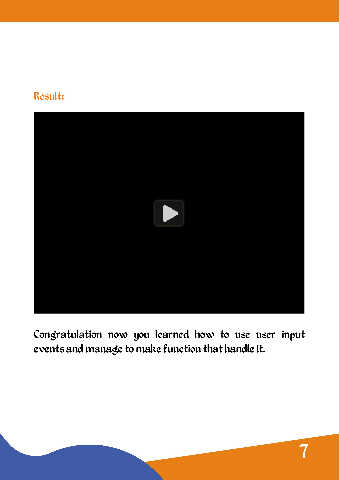 Result:
Congratulation now you learned how to use user input
events and manage to make function that handle it.
7